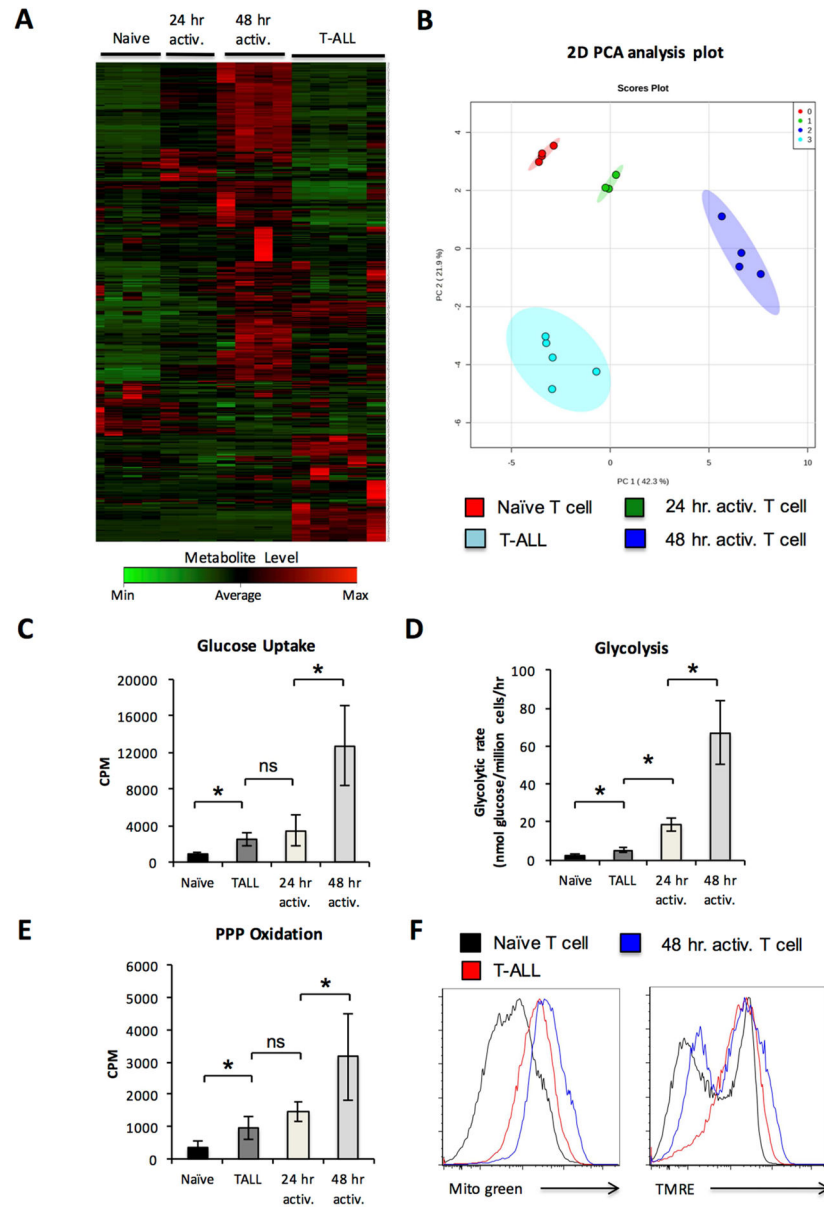 A
Naive
24 hr
activ.
48 hr
activ.
T-ALL
Metabolite Level
Min
Average
Max
B
2D PCA analysis plot
Scores Plot
0
1
2
3
PC 2 ( 21.9 %)
4
2
0
-2
-4
-6
-5
0
5
10
PC 1 ( 42.3 %)
Naïve T cell
24 hr. activ. T cell
T-ALL
48 hr. activ. T cell
C
Glucose Uptake
CPM
20000
16000
12000
8000
4000
0
*
ns
*
Naïve
TALL
24 hr
activ.
48 hr
activ.
D
Glycolysis
Glycolytic rate
(nmol glucose/million cells/hr
100
80
60
40
20
0
*
*
*
Naïve
TALL
24 hr
activ.
48 hr
activ.
E
PPP Oxidation
CPM
6000
5000
4000
3000
2000
1000
0
*
ns
*
Naïve
TALL
24 hr
activ.
48 hr
activ.
F
Naïve T cell
48 hr. activ. T cell
T-ALL
Mito green
TMRE